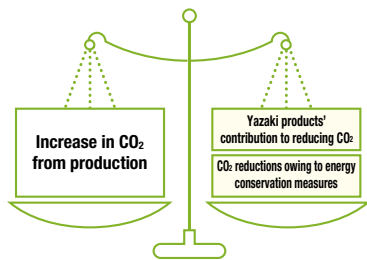 Increase in CO₂
from production
Yazaki products'
contribution to reducing CO₂
CO₂ reductions owing to energy
conservation measures